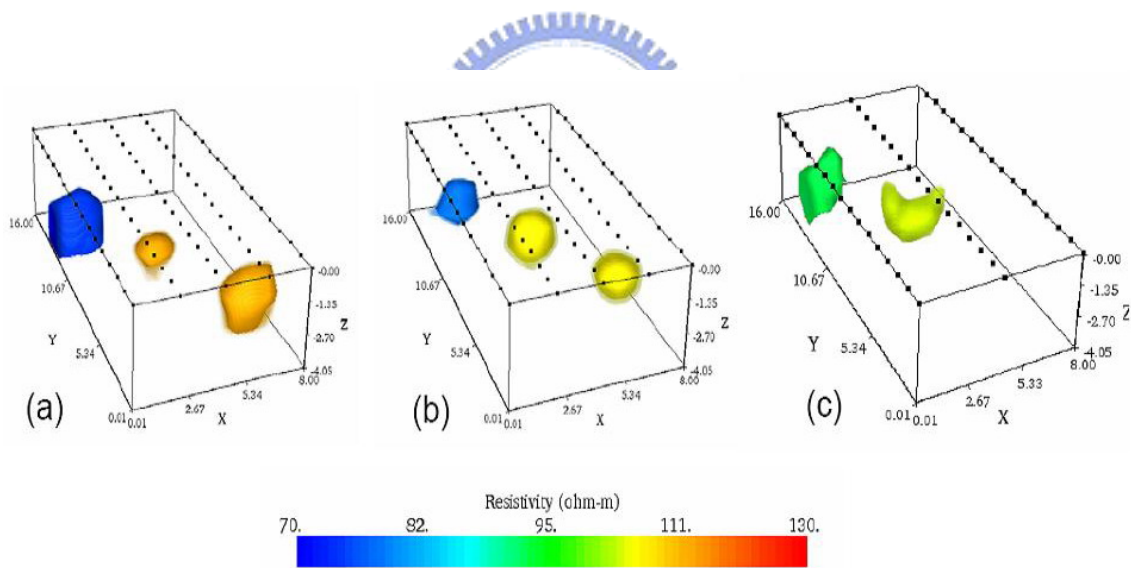 16.00
10.67
Y
5.34
0.01
0.01
2.67
X
5.34
8.00
-0.00
-1.35
Z
-2.70
-4.05
(a)
16.00
10.67
Y
5.34
0.01
0.01
2.67
X
5.34
8.00
-0.00
-1.35
Z
-2.70
-4.05
(b)
16.00
10.67
Y
5.34
0.01
0.01
2.67
X
5.33
8.00
-0.00
-1.35
Z
-2.70
-4.05
(c)
Resistivity (ohm-m)
70. 82. 95. 111. 130.